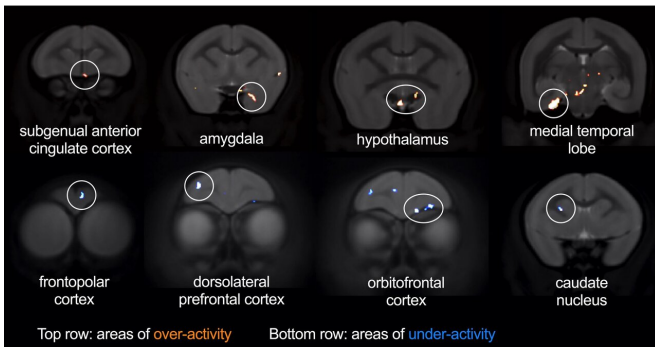 subgenual anterior
cingulate cortex
amygdala
hypothalamus
medial temporal
lobe
frontopolar
cortex
dorsolateral
prefrontal cortex
orbitofrontal
cortex
caudate
nucleus
Top row: areas of over-activity
Bottom row: areas of under-activity